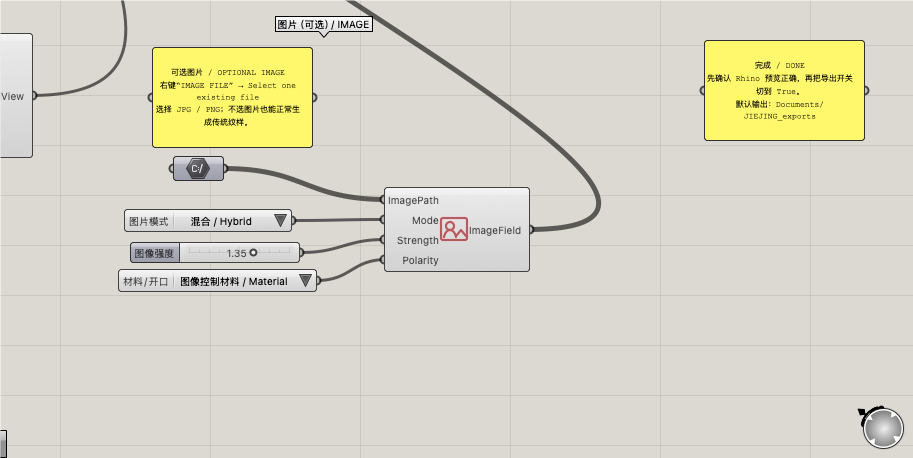 图片 (可选) / IMAGE
可选图片 / OPTIONAL IMAGE
右键“IMAGE FILE” → Select one
existing file
选择 JPG / PNG；不选图片也能正常生
成传统纹样。
完成 / DONE
先确认 Rhino 预览正确，再把导出开关
切到 True。
默认输出：Documents/
JIEJING_exports
View
C:/
ImagePath
Mode
Strength
Polarity
ImageField
图片模式 混合 / Hybrid
图像强度 1.35
材料/开口 图像控制材料 / Material